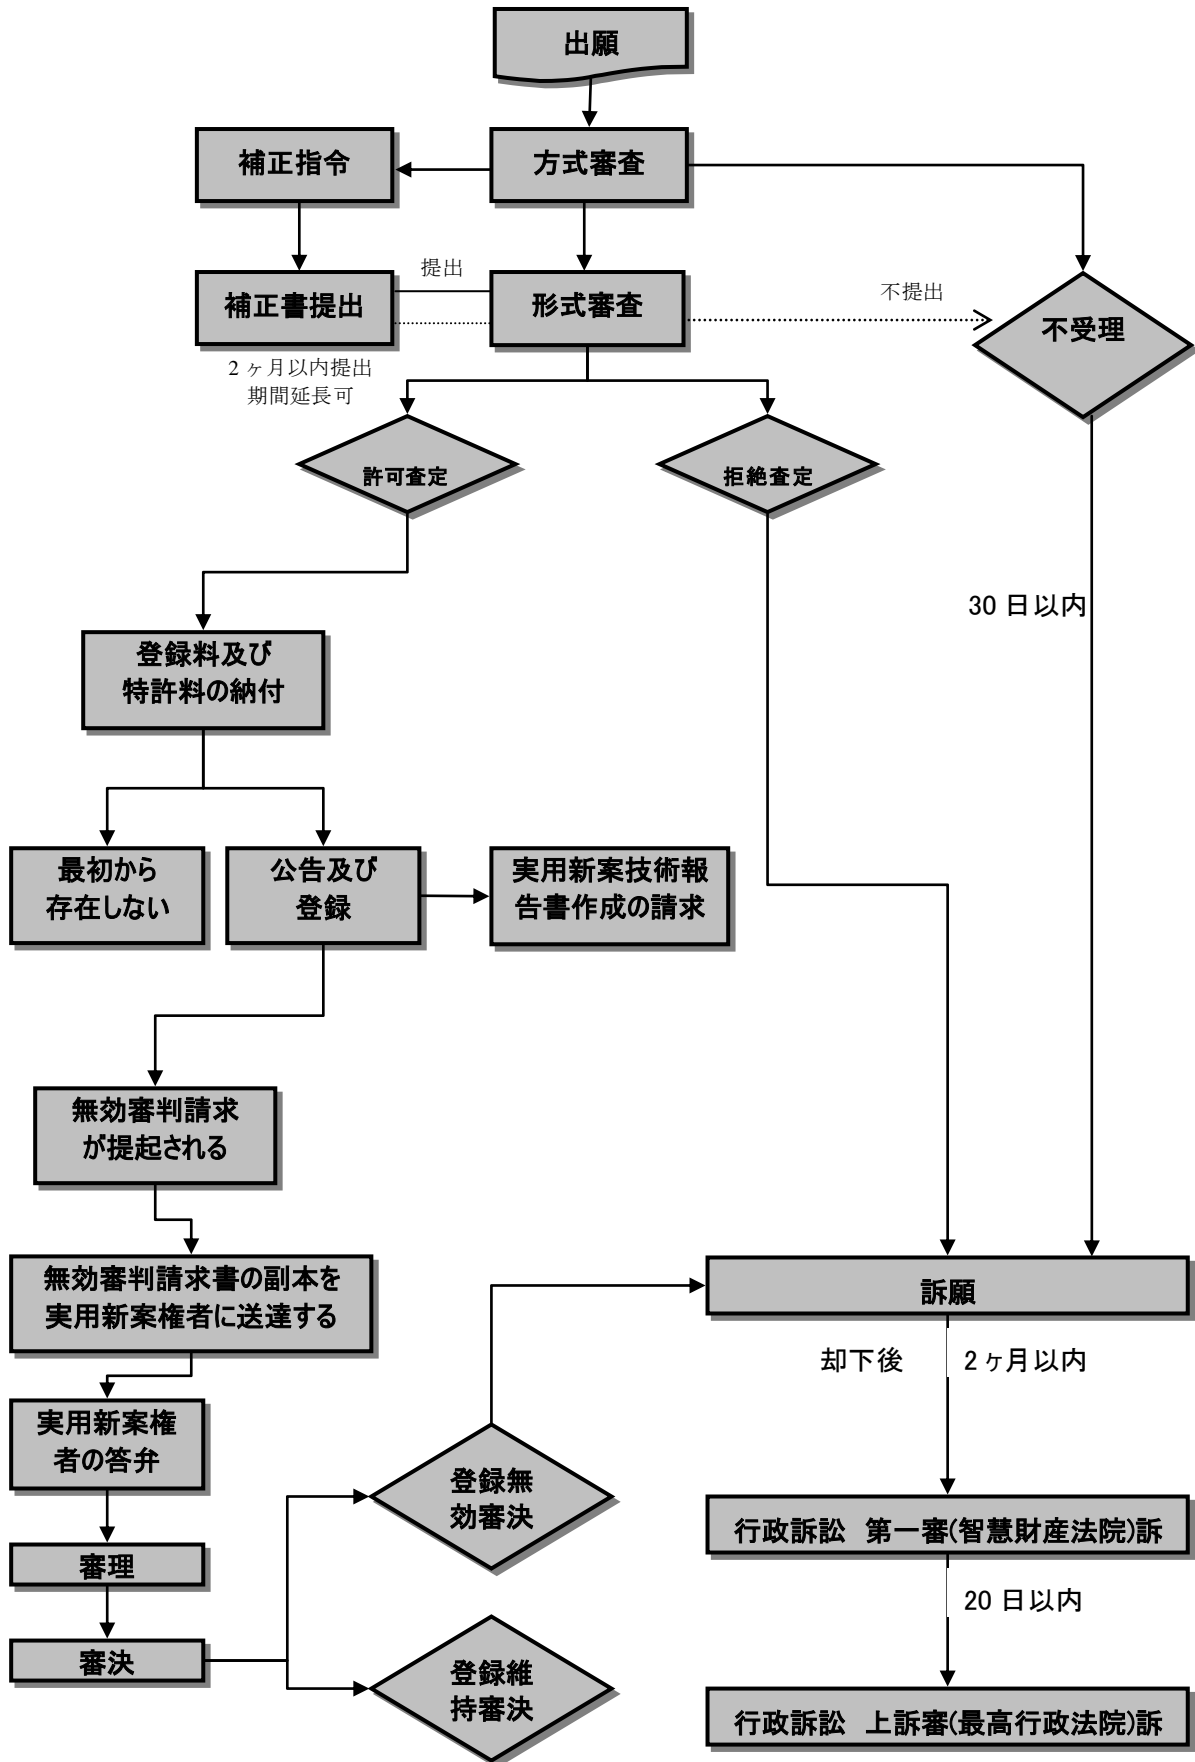 出願
補正指令
方式審査
提出
不提出
補正書提出
形式審査
不受理
2 ヶ月以内提出
期間延長可
許可査定
拒絶査定
30 日以内
登録料及び
特許料の納付
最初から
存在しない
公告及び
登録
実用新案技術報
告書作成の請求
無効審判請求
が提起される
無効審判請求書の副本を
実用新案権者に送達する
訴願
却下後
2 ヶ月以内
実用新案権
者の答弁
登録無
効審決
行政訴訟 第一審(智慧財産法院)訴
審理
20 日以内
審決
登録維
持審決
行政訴訟 上訴審(最高行政法院)訴